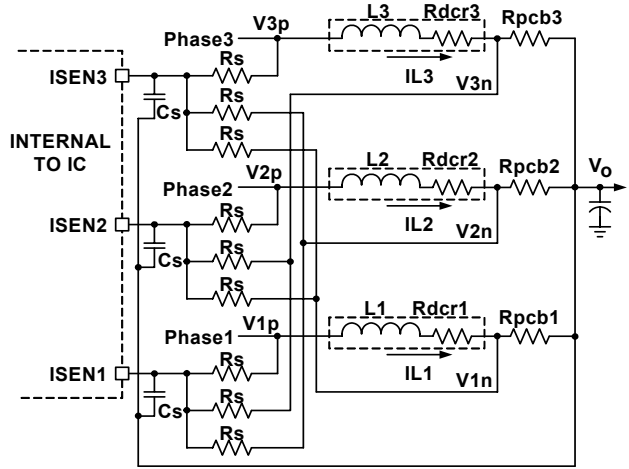 L3 Rdcr3 Rpcb3
V3p
Phase3
Rs
ISEN3
IL3
V3n
Rs
Cs
Rs
INTERNAL
TO IC
L2 Rdcr2 Rpcb2
V2p
Vo
Phase2
Rs
ISEN2
IL2
V2n
Rs
Cs
Rs
L1 Rdcr1 Rpcb1
V1p
Phase1
Rs
ISEN1
IL1
V1n
Rs
Cs
Rs